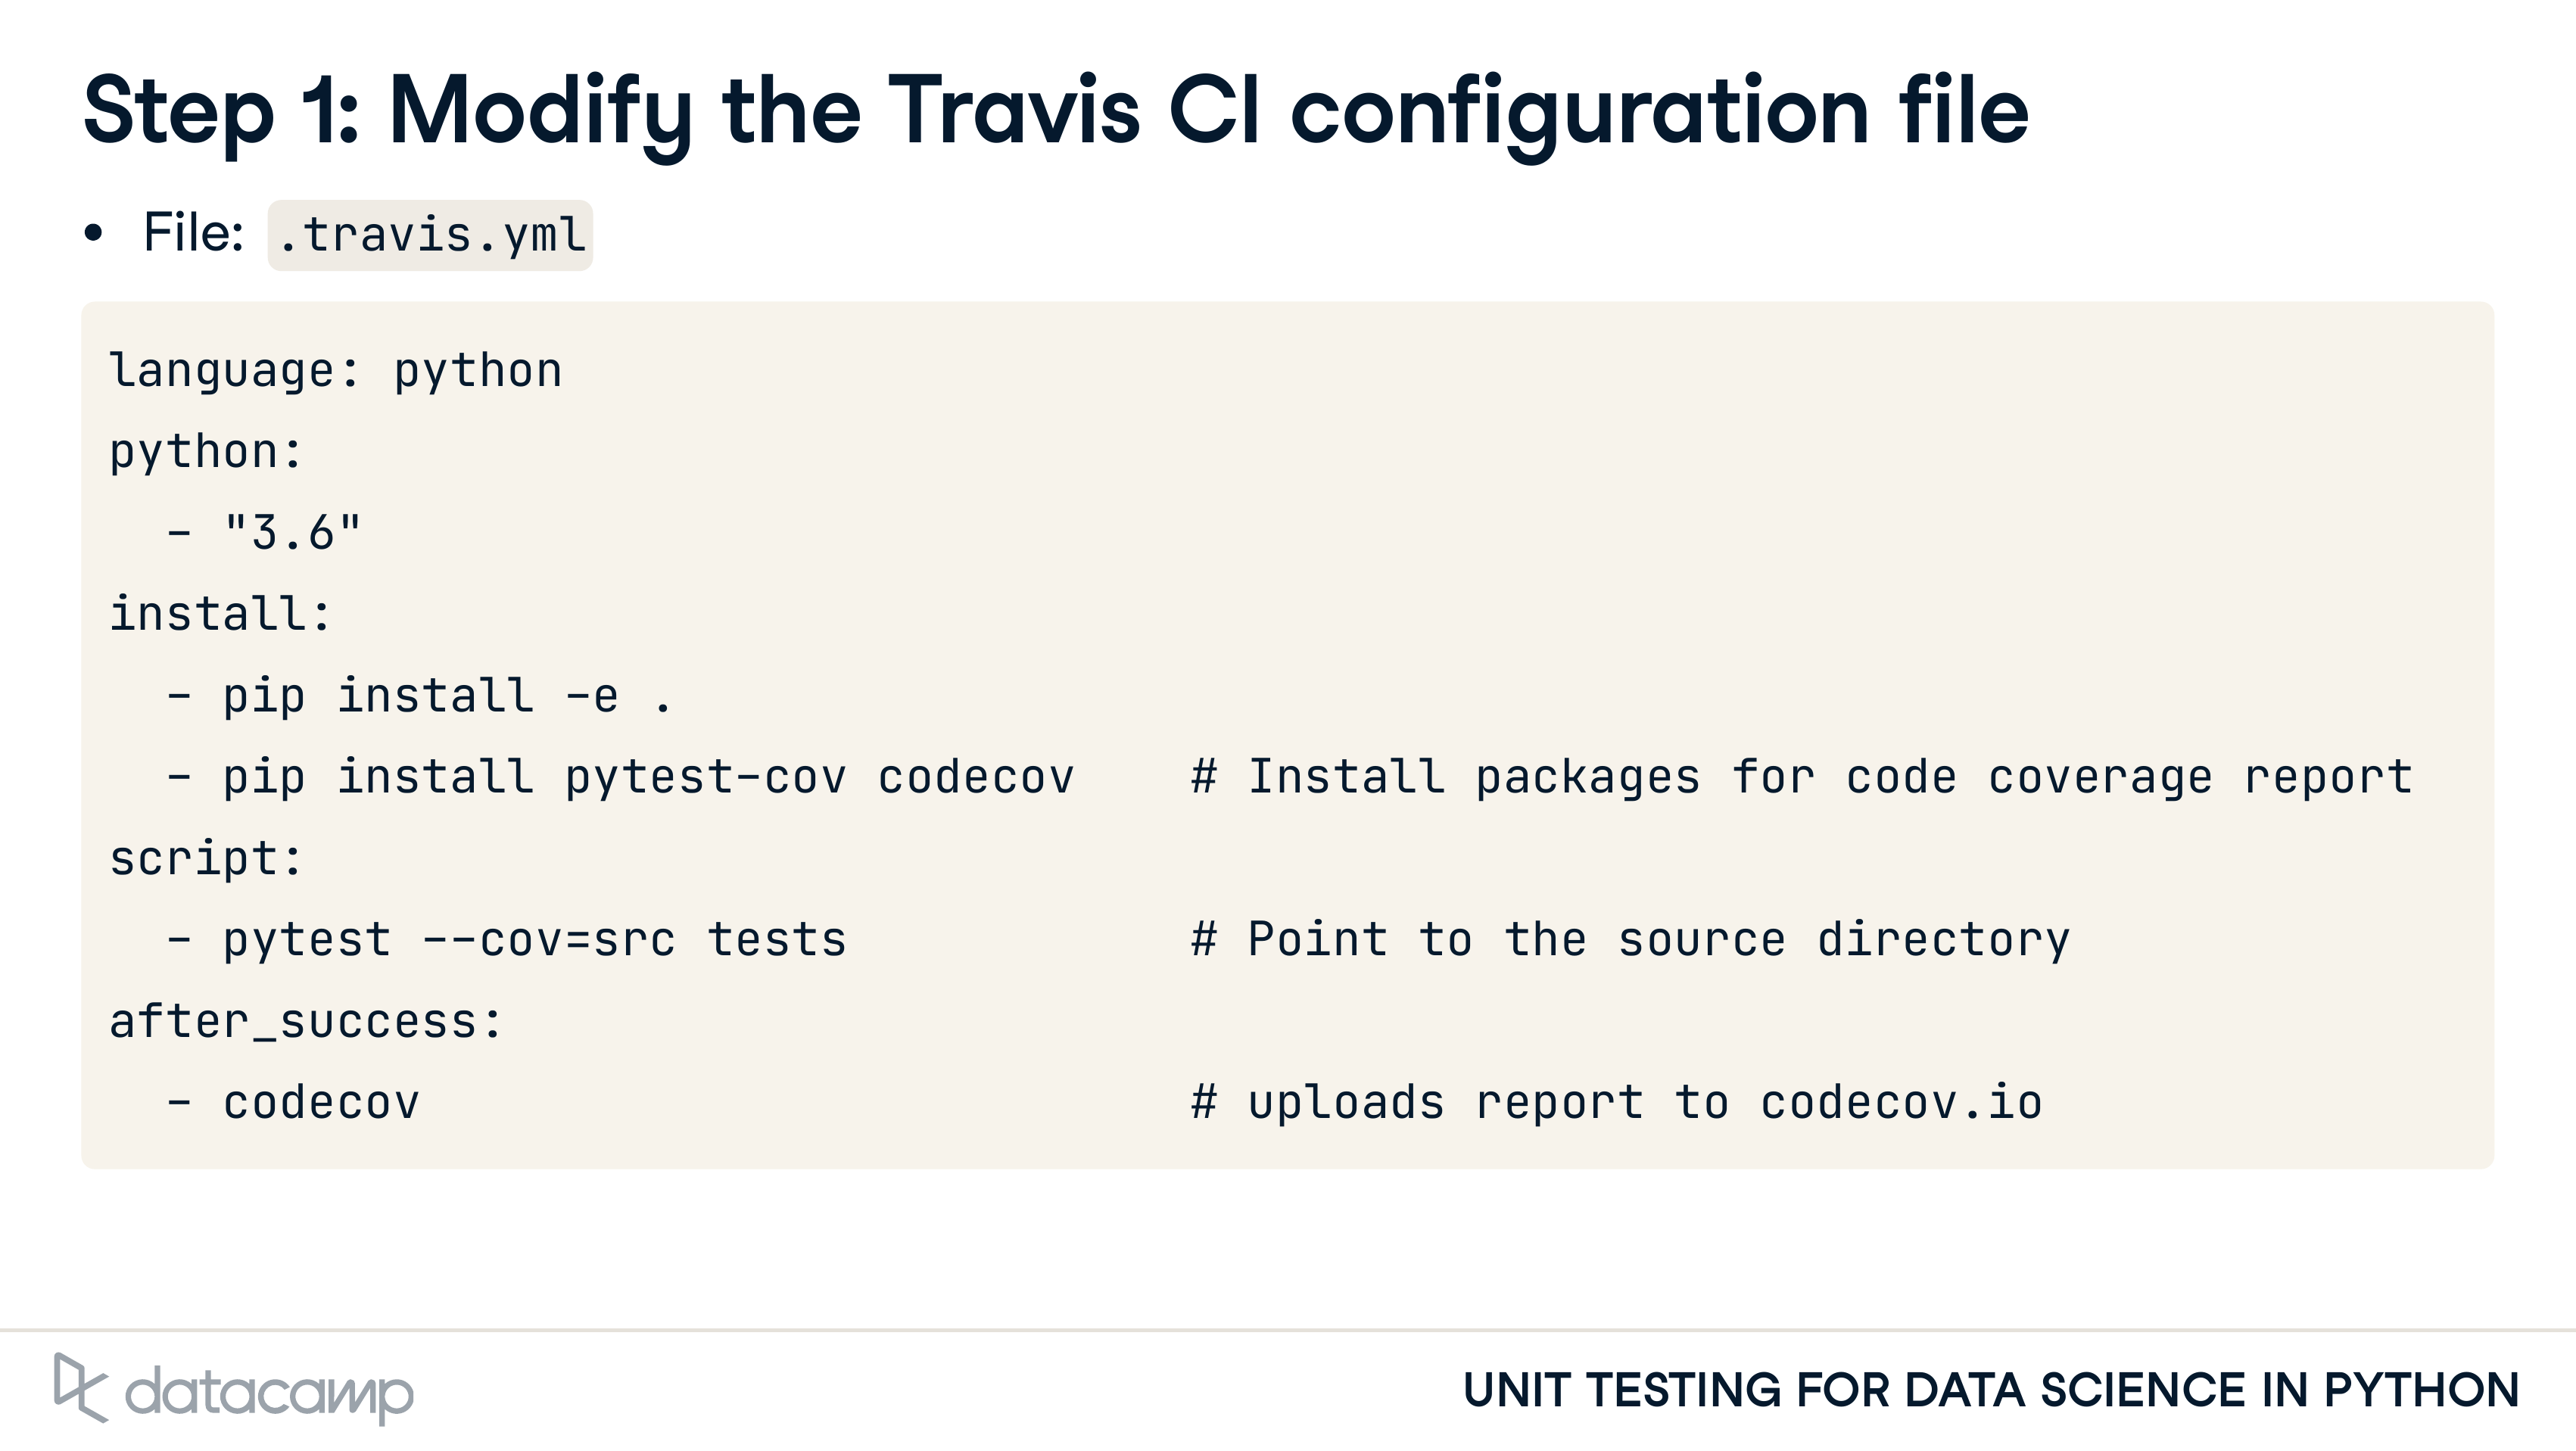 Step 1: Modify the Travis CI configuration file
• File: .travis.yml
language: python
python:
  - "3.6"
install:
  - pip install -e .
  - pip install pytest-cov codecov    # Install packages for code coverage report
script:
  - pytest --cov=src tests            # Point to the source directory
after_success:
  - codecov                           # uploads report to codecov.io
datacamp
UNIT TESTING FOR DATA SCIENCE IN PYTHON